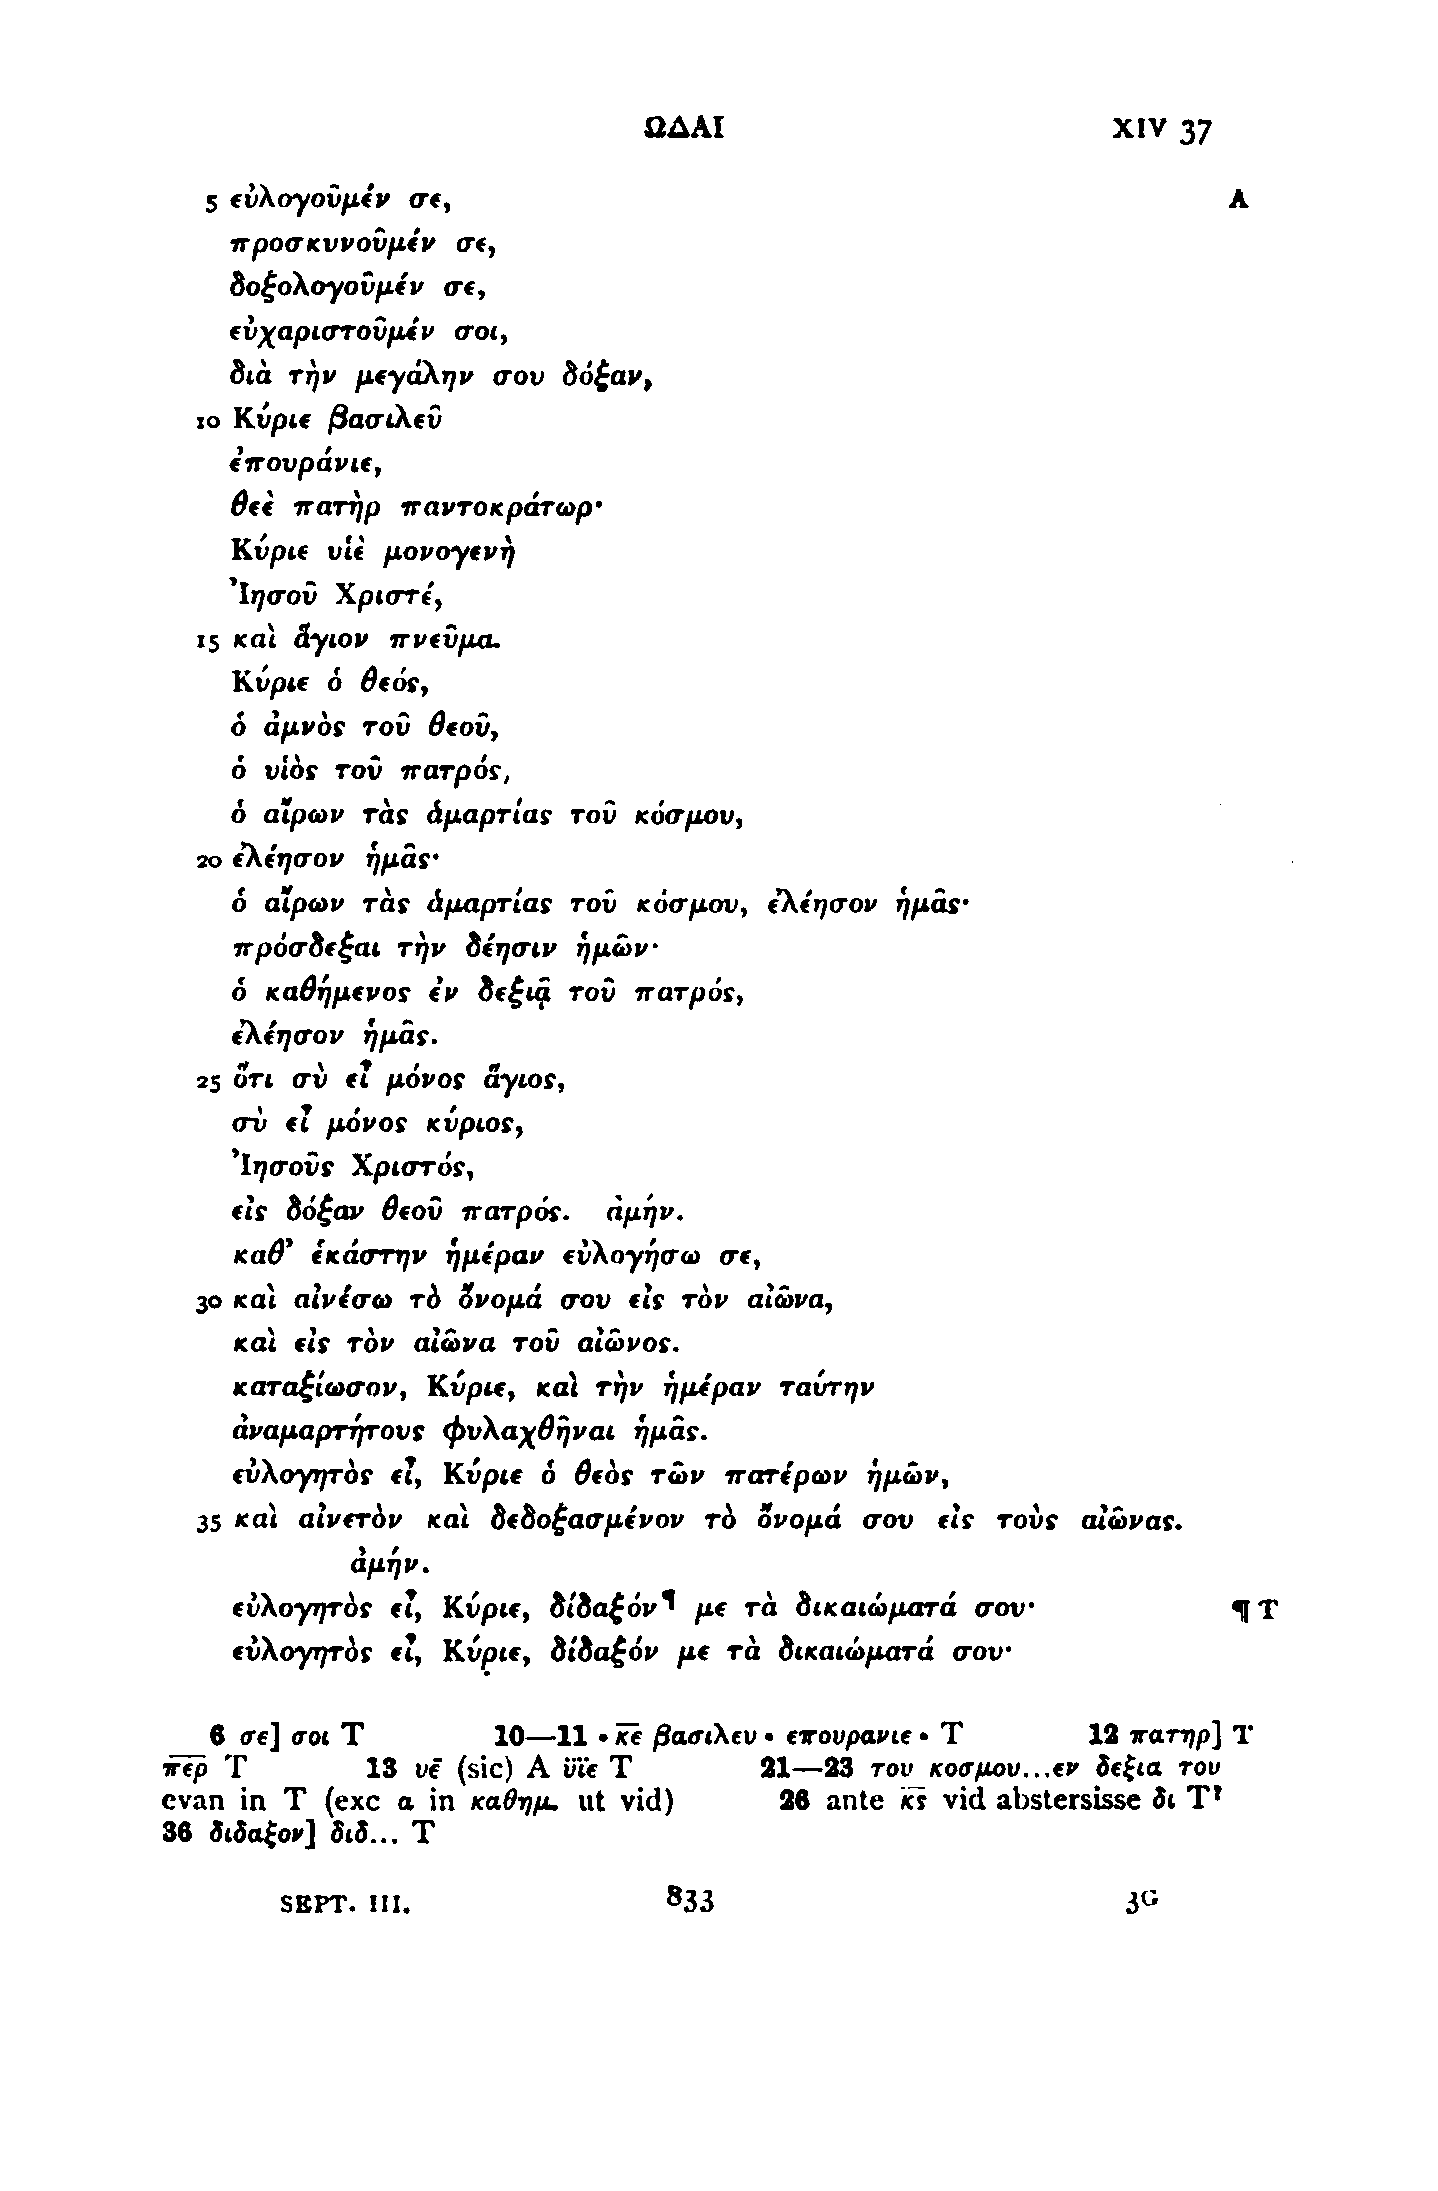 ΩΔΑΙ XIV 37
5 εὐλογοῦμέν σε, A
προσκυνοῦμέν σε,
δοξολογοῦμέν σε,
εὐχαριστοῦμέν σοι,
διὰ τὴν μεγάλην σου δόξαν,
10 Κύριε βασιλεῦ
ἐπουράνιε,
θεὲ πατὴρ παντοκράτωρ·
Κύριε υἱὲ μονογενὴ
Ἰησοῦ Χριστέ,
15 καὶ ἅγιον πνεῦμα.
Κύριε ὁ θεός,
ὁ ἀμνὸς τοῦ θεοῦ,
ὁ υἱὸς τοῦ πατρός,
ὁ αἴρων τὰς ἁμαρτίας τοῦ κόσμου,
20 ἐλέησον ἡμᾶς·
ὁ αἴρων τὰς ἁμαρτίας τοῦ κόσμου, ἐλέησον ἡμᾶς·
πρόσδεξαι τὴν δέησιν ἡμῶν·
ὁ καθήμενος ἐν δεξιᾷ τοῦ πατρός,
ἐλέησον ἡμᾶς.
25 ὅτι σὺ εἶ μόνος ἅγιος,
σὺ εἶ μόνος κύριος,
Ἰησοῦς Χριστός,
εἰς δόξαν θεοῦ πατρός. ἀμήν.
καθ’ ἑκάστην ἡμέραν εὐλογήσω σε,
30 καὶ αἰνέσω τὸ ὄνομά σου εἰς τὸν αἰῶνα,
καὶ εἰς τὸν αἰῶνα τοῦ αἰῶνος.
καταξίωσον, Κύριε, καὶ τὴν ἡμέραν ταύτην
ἀναμαρτήτους φυλαχθῆναι ἡμᾶς.
εὐλογητὸς εἶ, Κύριε ὁ θεὸς τῶν πατέρων ἡμῶν,
35 καὶ αἰνετὸν καὶ δεδοξασμένον τὸ ὄνομά σου εἰς τοὺς αἰῶνας.
ἀμήν.
εὐλογητὸς εἶ, Κύριε, δίδαξόν¶ με τὰ δικαιώματά σου· ¶ T
εὐλογητὸς εἶ, Κύριε, δίδαξόν με τὰ δικαιώματά σου·
6 σε] σοι T 10—11 • κ̅ε̅ βασιλευ • επουρανιε • T 12 πατηρ] T
π̅ε̅ρ̅ T 13 υε̅ (sic) A ϋϊε T 21—23 του κοσμου...εν δεξια του
evan in T (exc α in καθημ. ut vid) 26 ante κ̅ς̅ vid abstersisse δι T¹
36 διδαξον] διδ... T
SEPT. III. 833 3G